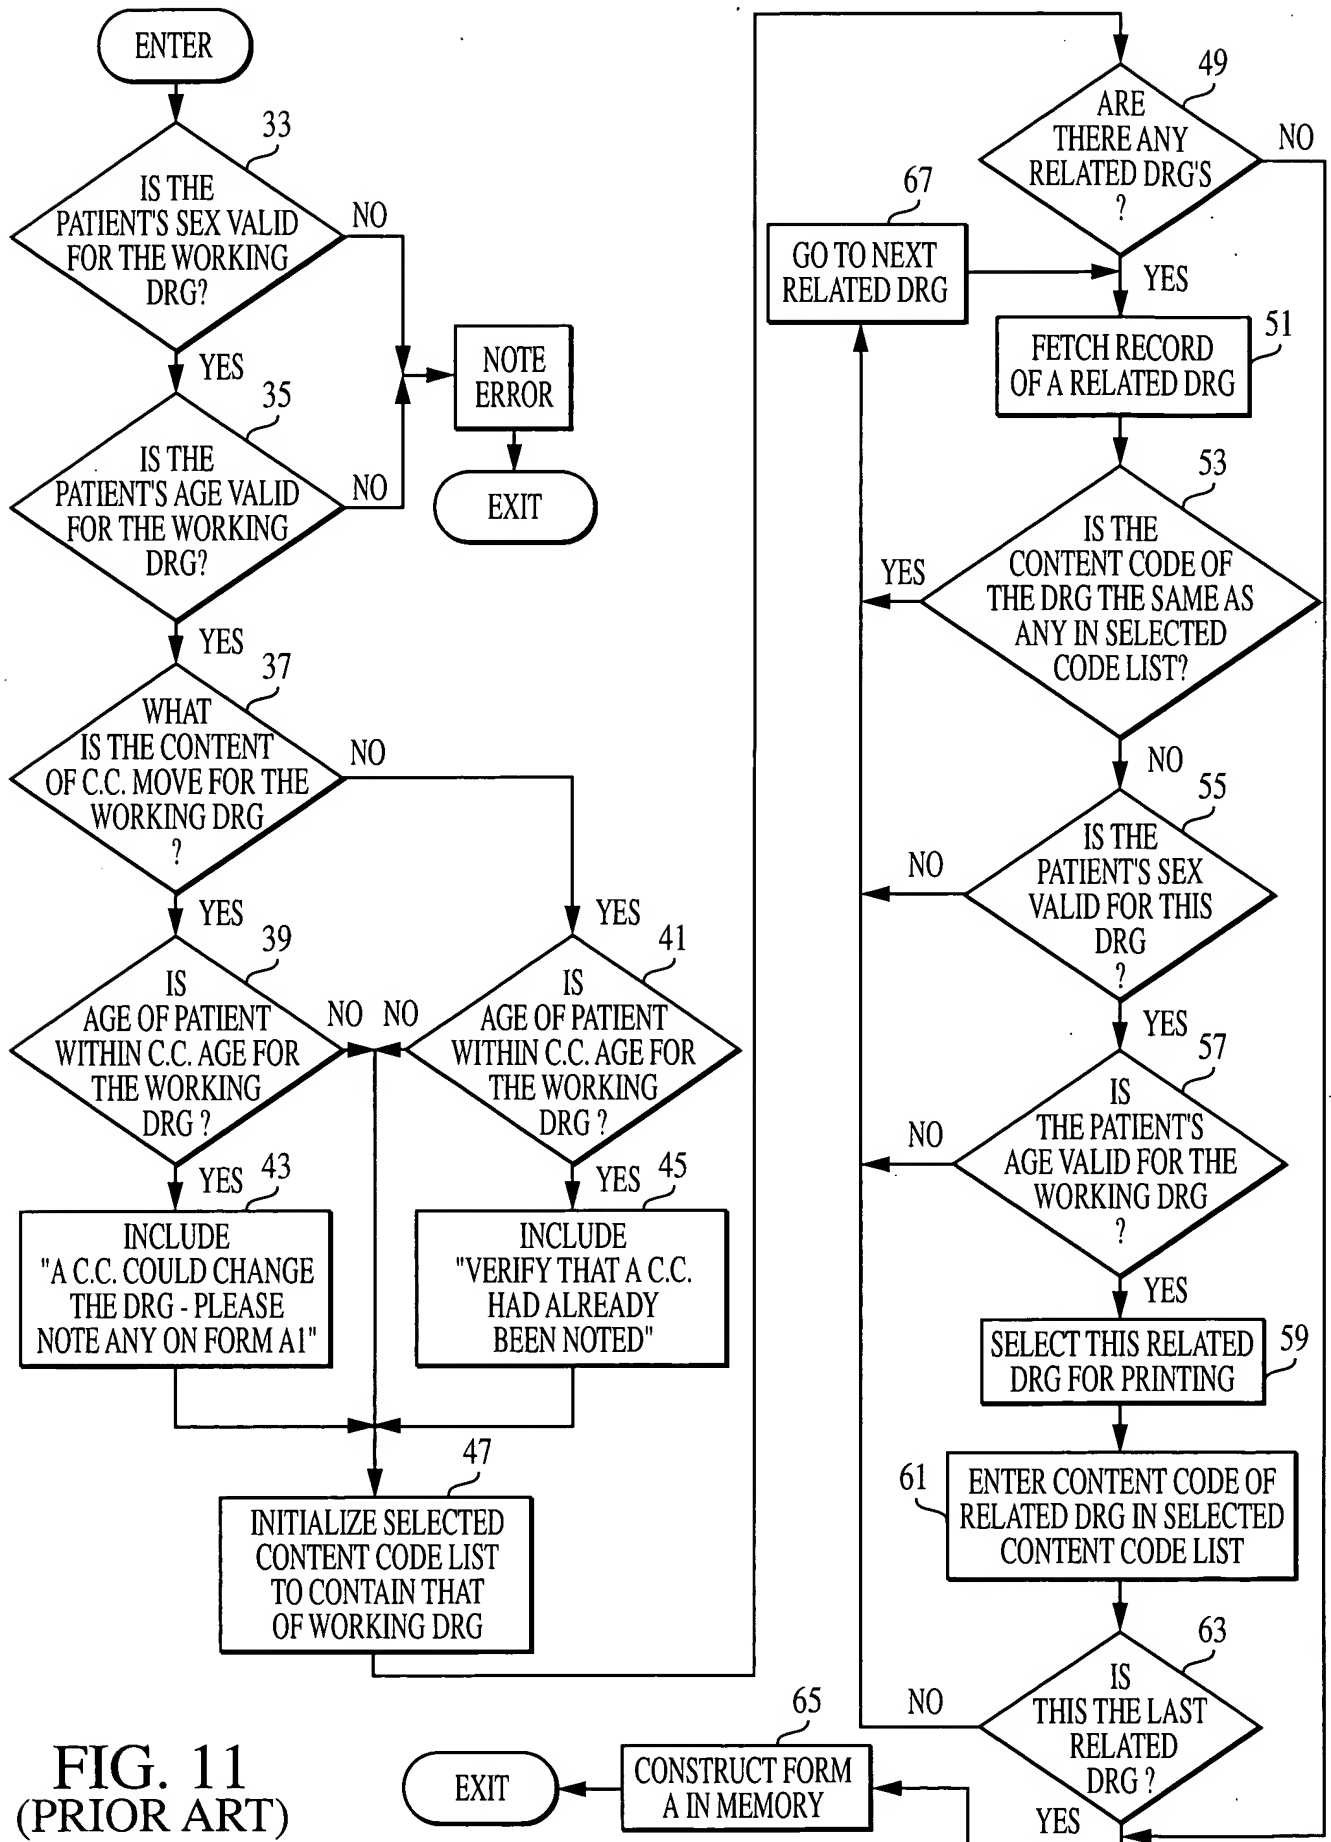 ENTER
33
IS THE
PATIENT'S SEX VALID
FOR THE WORKING
DRG?
NO
YES
NOTE
ERROR
EXIT
35
IS THE
PATIENT'S AGE VALID
FOR THE WORKING
DRG?
NO
YES
37
WHAT
IS THE CONTENT
OF C.C. MOVE FOR THE
WORKING DRG
?
NO
YES
YES
39
IS
AGE OF PATIENT
WITHIN C.C. AGE FOR
THE WORKING
DRG ?
NO
NO
41
IS
AGE OF PATIENT
WITHIN C.C. AGE FOR
THE WORKING
DRG ?
YES
43
INCLUDE
"A C.C. COULD CHANGE
THE DRG - PLEASE
NOTE ANY ON FORM A1"
YES
45
INCLUDE
"VERIFY THAT A C.C.
HAD ALREADY
BEEN NOTED"
47
INITIALIZE SELECTED
CONTENT CODE LIST
TO CONTAIN THAT
OF WORKING DRG
49
ARE
THERE ANY
RELATED DRG'S
?
NO
YES
67
GO TO NEXT
RELATED DRG
51
FETCH RECORD
OF A RELATED DRG
53
IS THE
CONTENT CODE OF
THE DRG THE SAME AS
ANY IN SELECTED
CODE LIST?
YES
NO
55
IS THE
PATIENT'S SEX
VALID FOR THIS
DRG
?
NO
YES
57
IS
THE PATIENT'S
AGE VALID FOR THE
WORKING DRG
?
NO
YES
59
SELECT THIS RELATED
DRG FOR PRINTING
61
ENTER CONTENT CODE OF
RELATED DRG IN SELECTED
CONTENT CODE LIST
63
IS
THIS THE LAST
RELATED
DRG ?
NO
YES
65
CONSTRUCT FORM
A IN MEMORY
EXIT
FIG. 11
(PRIOR ART)